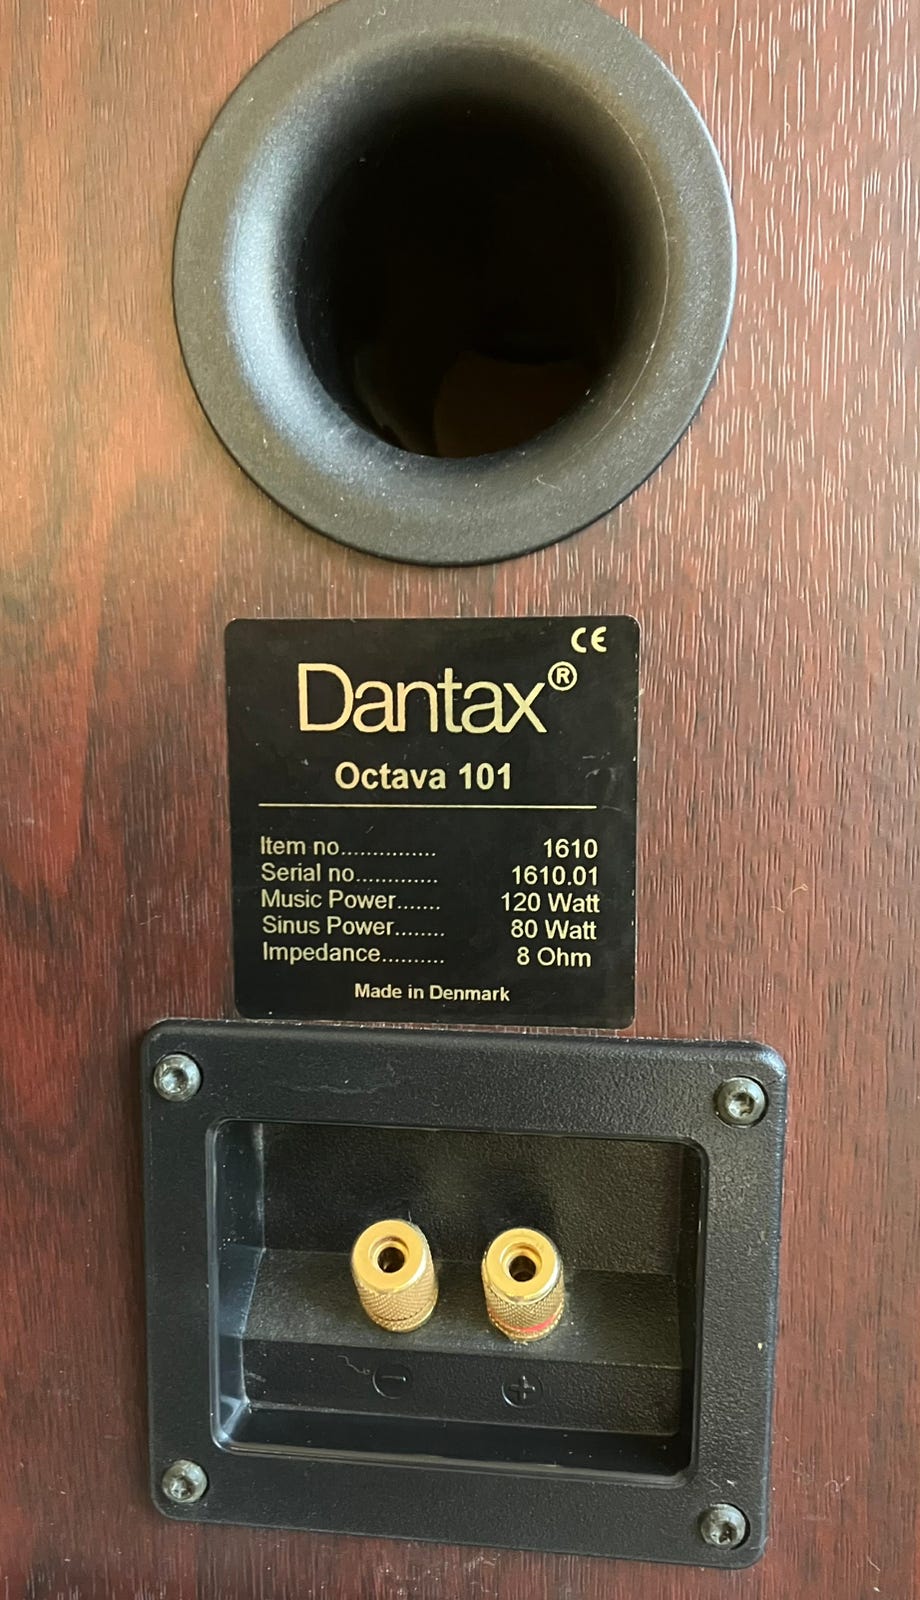 CE
Dantax®
Octava 101
Item no............... 1610
Serial no............. 1610.01
Music Power....... 120 Watt
Sinus Power........ 80 Watt
Impedance.......... 8 Ohm
Made in Denmark
− +